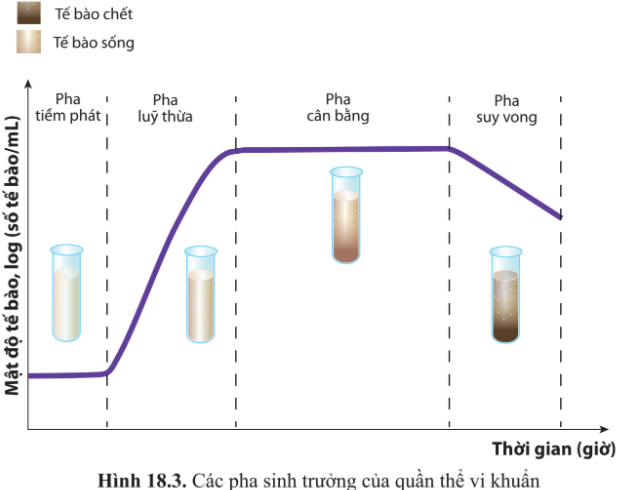 Tế bào chết
Tế bào sống
Pha
tiềm phát
Pha
luỹ thừa
Pha
cân bằng
Pha
suy vong
Mật độ tế bào, log (số tế bào/mL)
Thời gian (giờ)
Hình 18.3. Các pha sinh trưởng của quần thể vi khuẩn